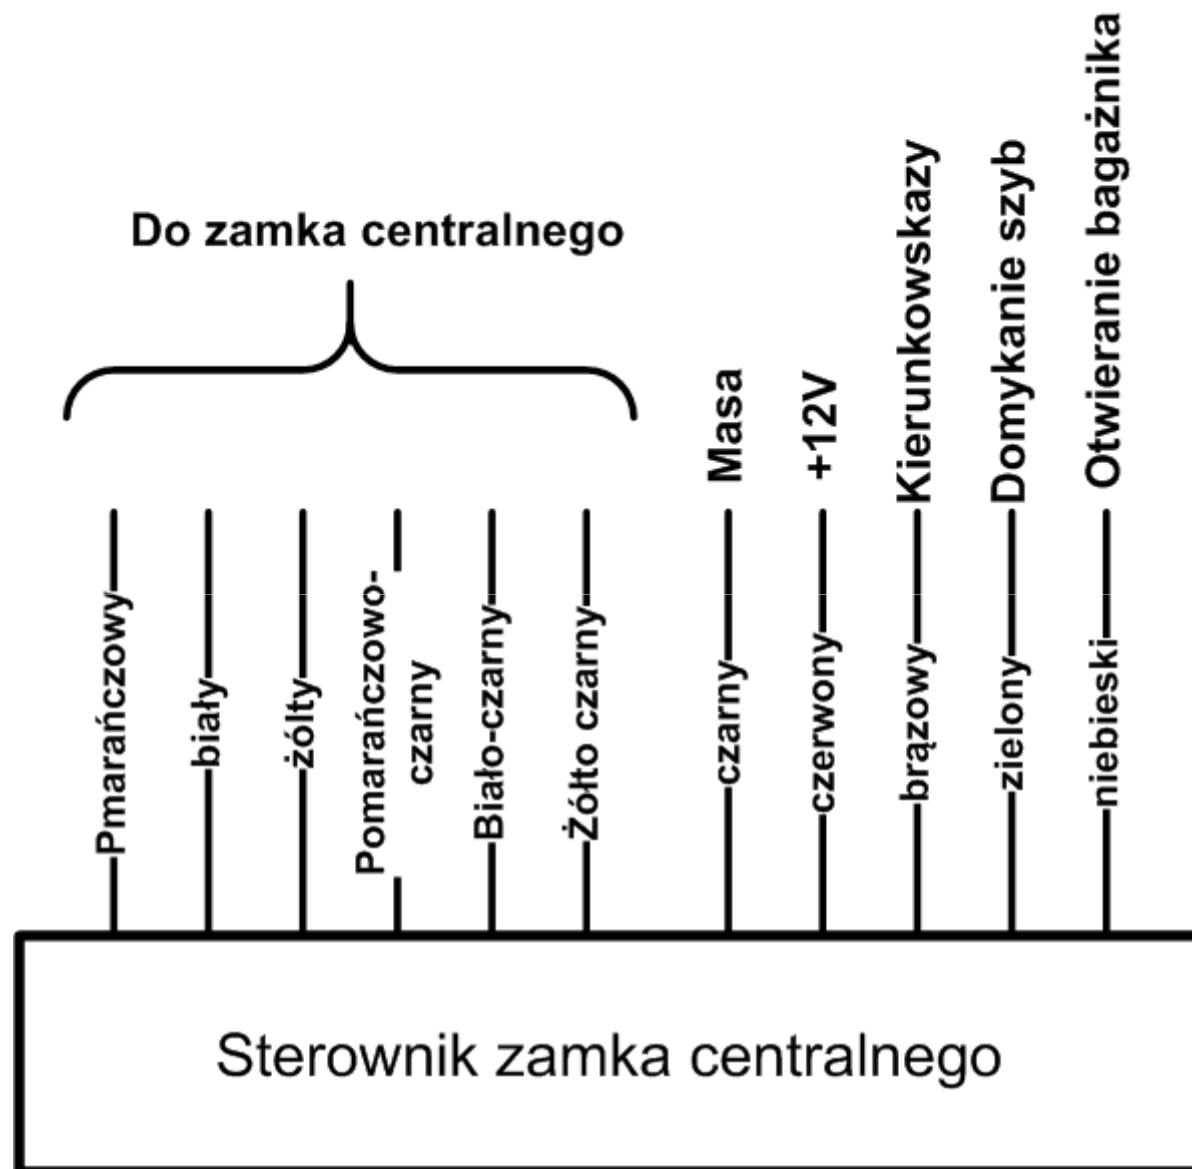 Do zamka centralnego
Masa
+12V
Kierunkowskazy
Domykanie szyb
Otwieranie bagażnika
Pmarańczowy
biały
żólty
Pomarańczowo-
czarny
Biało-czarny
Żółto czarny
czarny
czerwony
brązowy
zielony
niebieski
Sterownik zamka centralnego